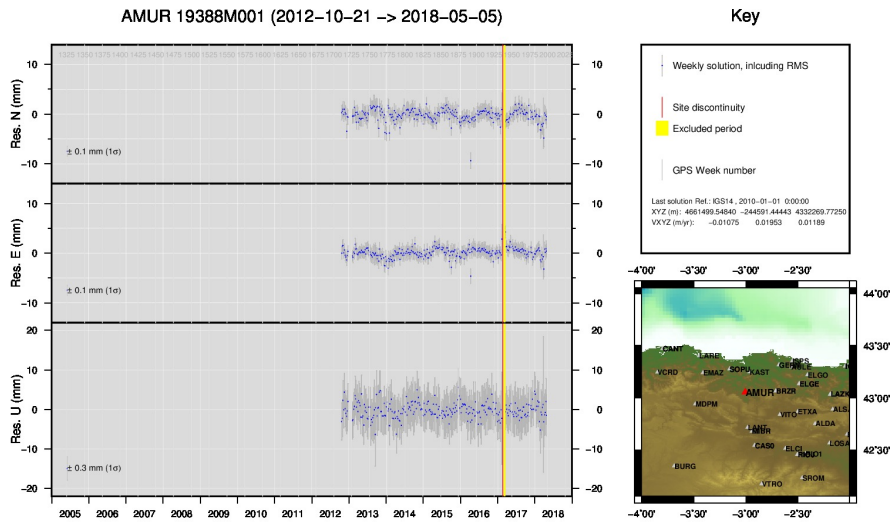 AMUR 19388M001 (2012−10−21 −> 2018−05−05)
Key
Res. N (mm)
10
0
−10
± 0.1 mm (1σ)
10
0
−10
Res. E (mm)
10
0
−10
± 0.1 mm (1σ)
10
0
−10
Res. U (mm)
20
10
0
−10
−20
± 0.3 mm (1σ)
20
10
0
−10
−20
2005 2006 2007 2008 2009 2010 2011 2012 2013 2014 2015 2016 2017 2018
Weekly solution, inlcuding RMS
Site discontinuity
Excluded period
GPS Week number
Last solution Ref.: IGS14 , 2010−01−01 0:00:00
XYZ (m): 4661499.54840 −244591.44443 4332269.77250
VXYZ (m/yr): −0.01075 0.01953 0.01189
−4°00' −3°30' −3°00' −2°30'
44°00'
43°30'
43°00'
42°30'
CANT
LARE
VCRD
EMAZ
SOPU
KAST
ELGO
ELGE
AMUR
BRZR
MDPM
VITO
ETXA
ALDA
LANT
LOSA
ELCI
BURG
VTRO
SROM
−4°00' −3°30' −3°00' −2°30'